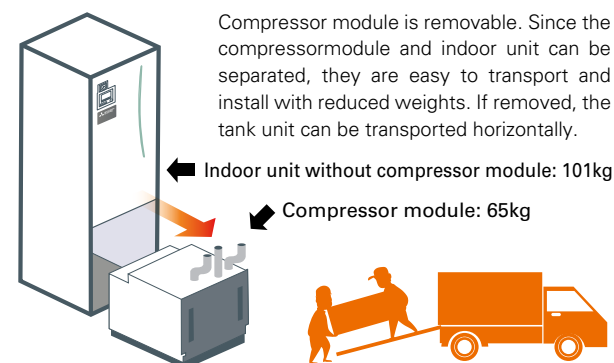 Compressor module is removable. Since the
compressormodule and indoor unit can be
separated, they are easy to transport and
install with reduced weights. If removed, the
tank unit can be transported horizontally.
Indoor unit without compressor module: 101kg
Compressor module: 65kg